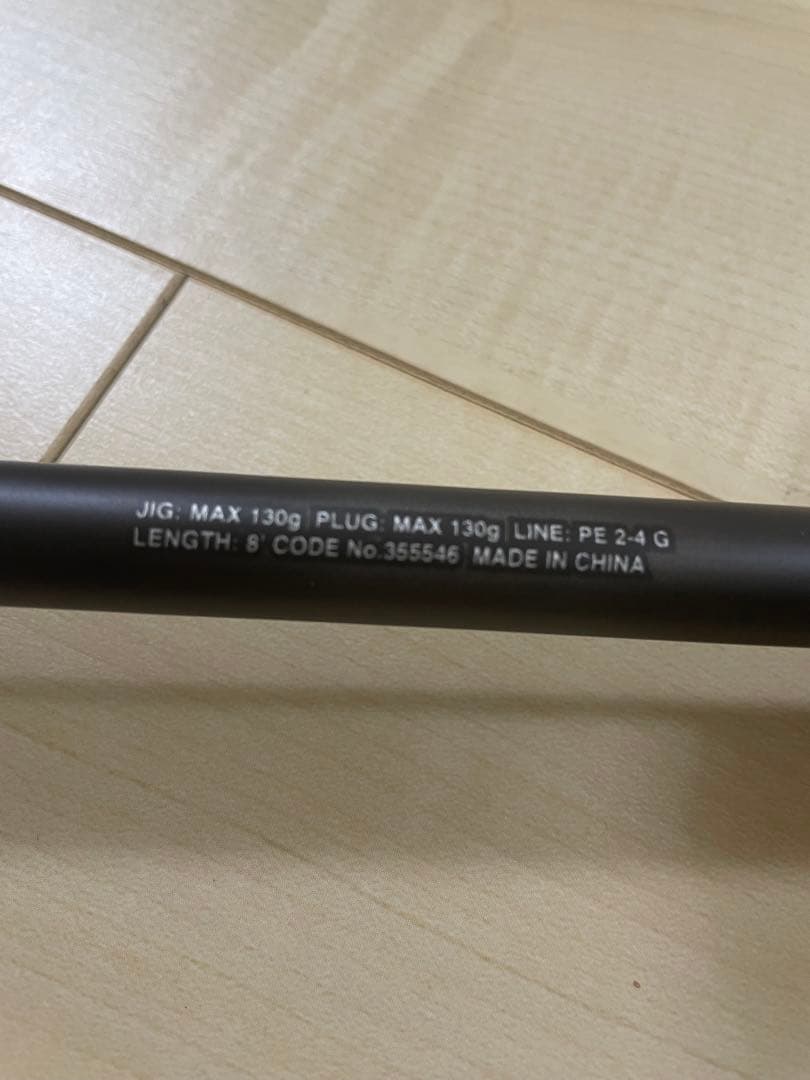 JIG: MAX 130g PLUG: MAX 130g LINE: PE 2-4 G
LENGTH: 8' CODE No.355546 MADE IN CHINA